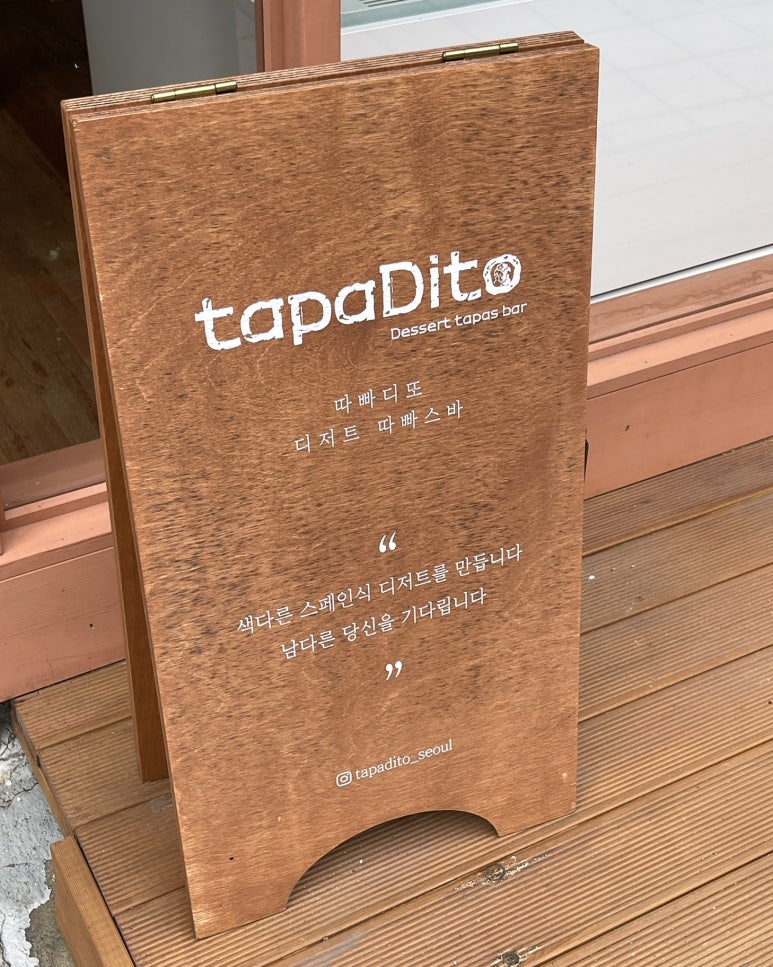 tapaDito
Dessert tapas bar
따빠디또
디저트 따빠스바
“
색다른 스페인식 디저트를 만듭니다
남다른 당신을 기다립니다
”
tapadito_seoul